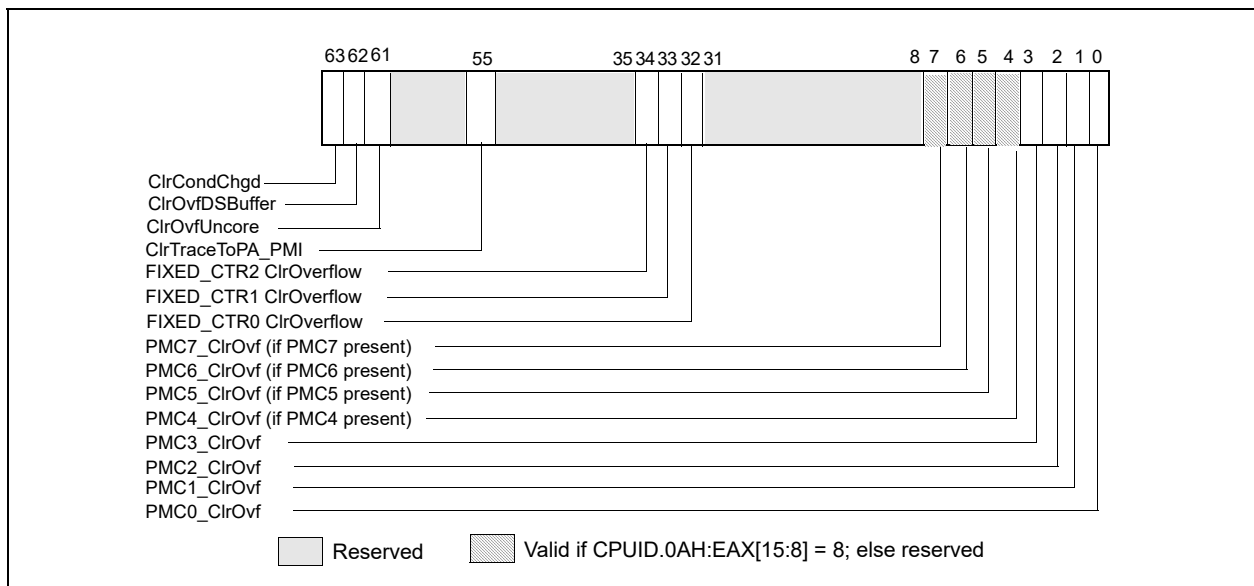 63 62 61 55 35 34 33 32 31 8 7 6 5 4 3 2 1 0
ClrCondChgd
ClrOvfDSBuffer
ClrOvfUncore
ClrTraceToPA_PMI
FIXED_CTR2 ClrOverflow
FIXED_CTR1 ClrOverflow
FIXED_CTR0 ClrOverflow
PMC7_ClrOvf (if PMC7 present)
PMC6_ClrOvf (if PMC6 present)
PMC5_ClrOvf (if PMC5 present)
PMC4_ClrOvf (if PMC4 present)
PMC3_ClrOvf
PMC2_ClrOvf
PMC1_ClrOvf
PMC0_ClrOvf
Reserved Valid if CPUID.0AH:EAX[15:8] = 8; else reserved